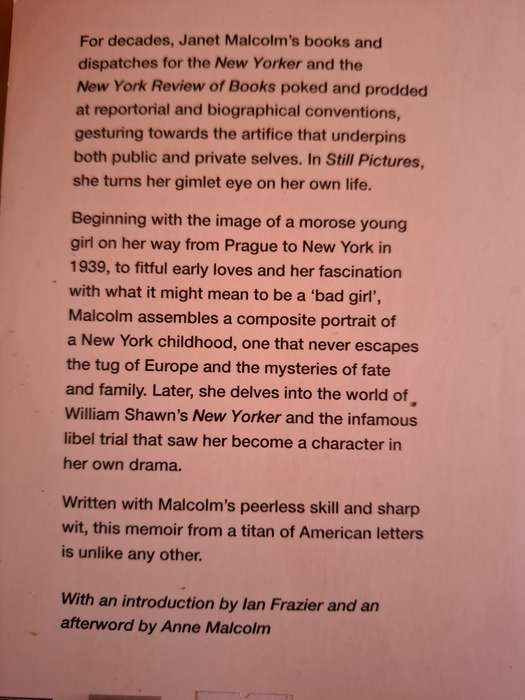 For decades, Janet Malcolm's books and
dispatches for the New Yorker and the
New York Review of Books poked and prodded
at reportorial and biographical conventions,
gesturing towards the artifice that underpins
both public and private selves. In Still Pictures,
she turns her gimlet eye on her own life.
Beginning with the image of a morose young
girl on her way from Prague to New York in
1939, to fitful early loves and her fascination
with what it might mean to be a ‘bad girl’,
Malcolm assembles a composite portrait of
a New York childhood, one that never escapes
the tug of Europe and the mysteries of fate
and family. Later, she delves into the world of
William Shawn's New Yorker and the infamous
libel trial that saw her become a character in
her own drama.
Written with Malcolm's peerless skill and sharp
wit, this memoir from a titan of American letters
is unlike any other.
With an introduction by Ian Frazier and an
afterword by Anne Malcolm